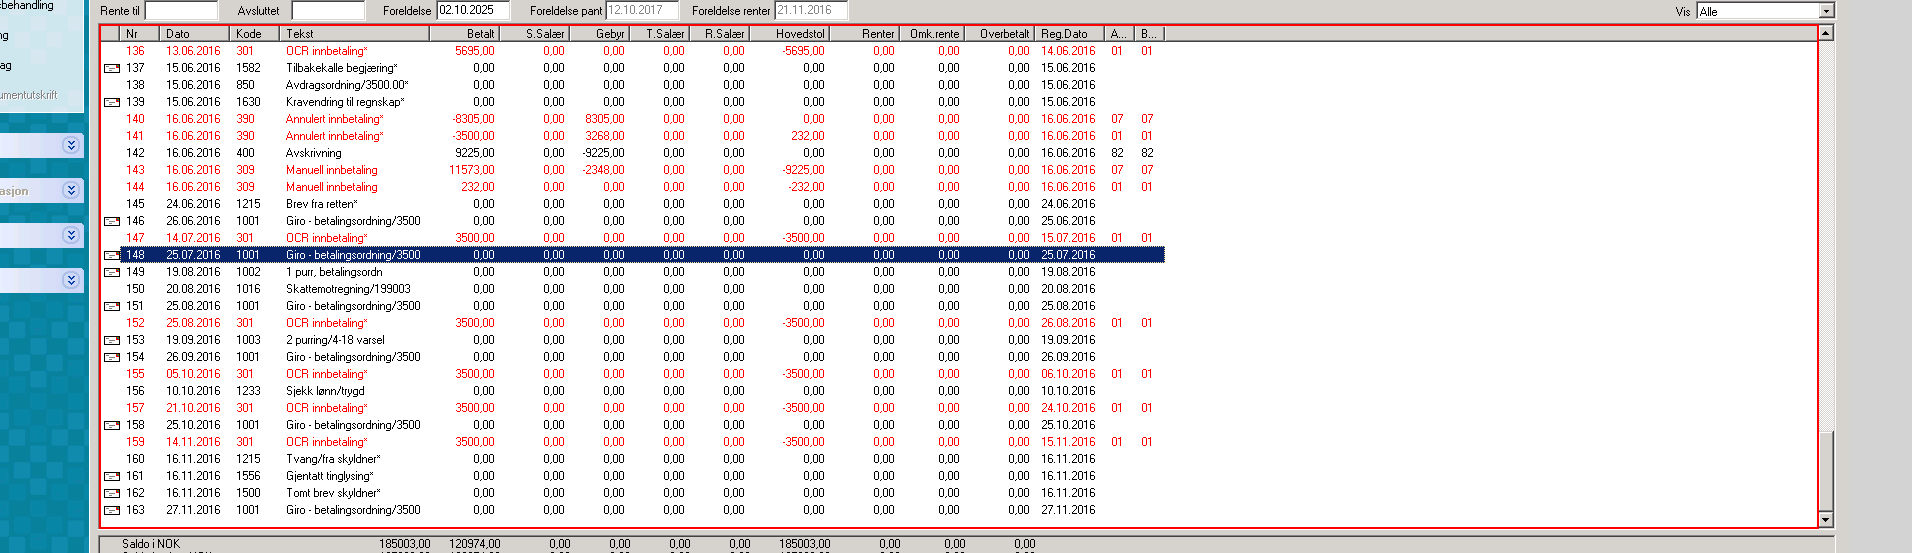 sbehandling
Rente til Avsluttet Foreldelse 02.10.2025 Foreldelse pant 12.10.2017 Foreldelse renter 21.11.2016 Vis Alle
ng
ag
umentutskrift
asjon
Nr Dato Kode Tekst Betalt S.Salær Gebyr T.Salær R.Salær Hovedstol Renter Omk.rente Overbetalt Reg.Dato A... B...
136 13.06.2016 301 OCR innbetaling* 5695,00 0,00 0,00 0,00 0,00 -5695,00 0,00 0,00 0,00 14.06.2016 01 01
137 15.06.2016 1582 Tilbakekalle begjæring* 0,00 0,00 0,00 0,00 0,00 0,00 0,00 0,00 0,00 15.06.2016
138 15.06.2016 850 Avdragsordning/3500.00* 0,00 0,00 0,00 0,00 0,00 0,00 0,00 0,00 0,00 15.06.2016
139 15.06.2016 1630 Kravendring til regnskap* 0,00 0,00 0,00 0,00 0,00 0,00 0,00 0,00 0,00 15.06.2016
140 16.06.2016 390 Annulert innbetaling* -8305,00 0,00 8305,00 0,00 0,00 0,00 0,00 0,00 0,00 16.06.2016 07 07
141 16.06.2016 390 Annulert innbetaling* -3500,00 0,00 3268,00 0,00 0,00 232,00 0,00 0,00 0,00 16.06.2016 01 01
142 16.06.2016 400 Avskrivning 9225,00 0,00 -9225,00 0,00 0,00 0,00 0,00 0,00 0,00 16.06.2016 82 82
143 16.06.2016 309 Manuell innbetaling 11573,00 0,00 -2348,00 0,00 0,00 -9225,00 0,00 0,00 0,00 16.06.2016 07 07
144 16.06.2016 309 Manuell innbetaling 232,00 0,00 0,00 0,00 0,00 -232,00 0,00 0,00 0,00 16.06.2016 01 01
145 24.06.2016 1215 Brev fra retten* 0,00 0,00 0,00 0,00 0,00 0,00 0,00 0,00 0,00 24.06.2016
146 26.06.2016 1001 Giro - betalingsordning/3500 0,00 0,00 0,00 0,00 0,00 0,00 0,00 0,00 0,00 25.06.2016
147 14.07.2016 301 OCR innbetaling* 3500,00 0,00 0,00 0,00 0,00 -3500,00 0,00 0,00 0,00 15.07.2016 01 01
148 25.07.2016 1001 Giro - betalingsordning/3500 0,00 0,00 0,00 0,00 0,00 0,00 0,00 0,00 0,00 25.07.2016
149 19.08.2016 1002 1 purr, betalingsordn 0,00 0,00 0,00 0,00 0,00 0,00 0,00 0,00 0,00 19.08.2016
150 20.08.2016 1016 Skattemotregning/199003 0,00 0,00 0,00 0,00 0,00 0,00 0,00 0,00 0,00 20.08.2016
151 25.08.2016 1001 Giro - betalingsordning/3500 0,00 0,00 0,00 0,00 0,00 0,00 0,00 0,00 0,00 25.08.2016
152 25.08.2016 301 OCR innbetaling* 3500,00 0,00 0,00 0,00 0,00 -3500,00 0,00 0,00 0,00 26.08.2016 01 01
153 19.09.2016 1003 2 purring/4-18 varsel 0,00 0,00 0,00 0,00 0,00 0,00 0,00 0,00 0,00 19.09.2016
154 26.09.2016 1001 Giro - betalingsordning/3500 0,00 0,00 0,00 0,00 0,00 0,00 0,00 0,00 0,00 26.09.2016
155 05.10.2016 301 OCR innbetaling* 3500,00 0,00 0,00 0,00 0,00 -3500,00 0,00 0,00 0,00 06.10.2016 01 01
156 10.10.2016 1233 Sjekk lønn/trygd 0,00 0,00 0,00 0,00 0,00 0,00 0,00 0,00 0,00 10.10.2016
157 21.10.2016 301 OCR innbetaling* 3500,00 0,00 0,00 0,00 0,00 -3500,00 0,00 0,00 0,00 24.10.2016 01 01
158 25.10.2016 1001 Giro - betalingsordning/3500 0,00 0,00 0,00 0,00 0,00 0,00 0,00 0,00 0,00 25.10.2016
159 14.11.2016 301 OCR innbetaling* 3500,00 0,00 0,00 0,00 0,00 -3500,00 0,00 0,00 0,00 15.11.2016 01 01
160 16.11.2016 1215 Tvang/fra skyldner* 0,00 0,00 0,00 0,00 0,00 0,00 0,00 0,00 0,00 16.11.2016
161 16.11.2016 1556 Gjentatt tinglysing* 0,00 0,00 0,00 0,00 0,00 0,00 0,00 0,00 0,00 16.11.2016
162 16.11.2016 1500 Tomt brev skyldner* 0,00 0,00 0,00 0,00 0,00 0,00 0,00 0,00 0,00 16.11.2016
163 27.11.2016 1001 Giro - betalingsordning/3500 0,00 0,00 0,00 0,00 0,00 0,00 0,00 0,00 0,00 27.11.2016
Saldo i NOK 185003,00 120974,00 0,00 0,00 0,00 0,00 185003,00 0,00 0,00 0,00